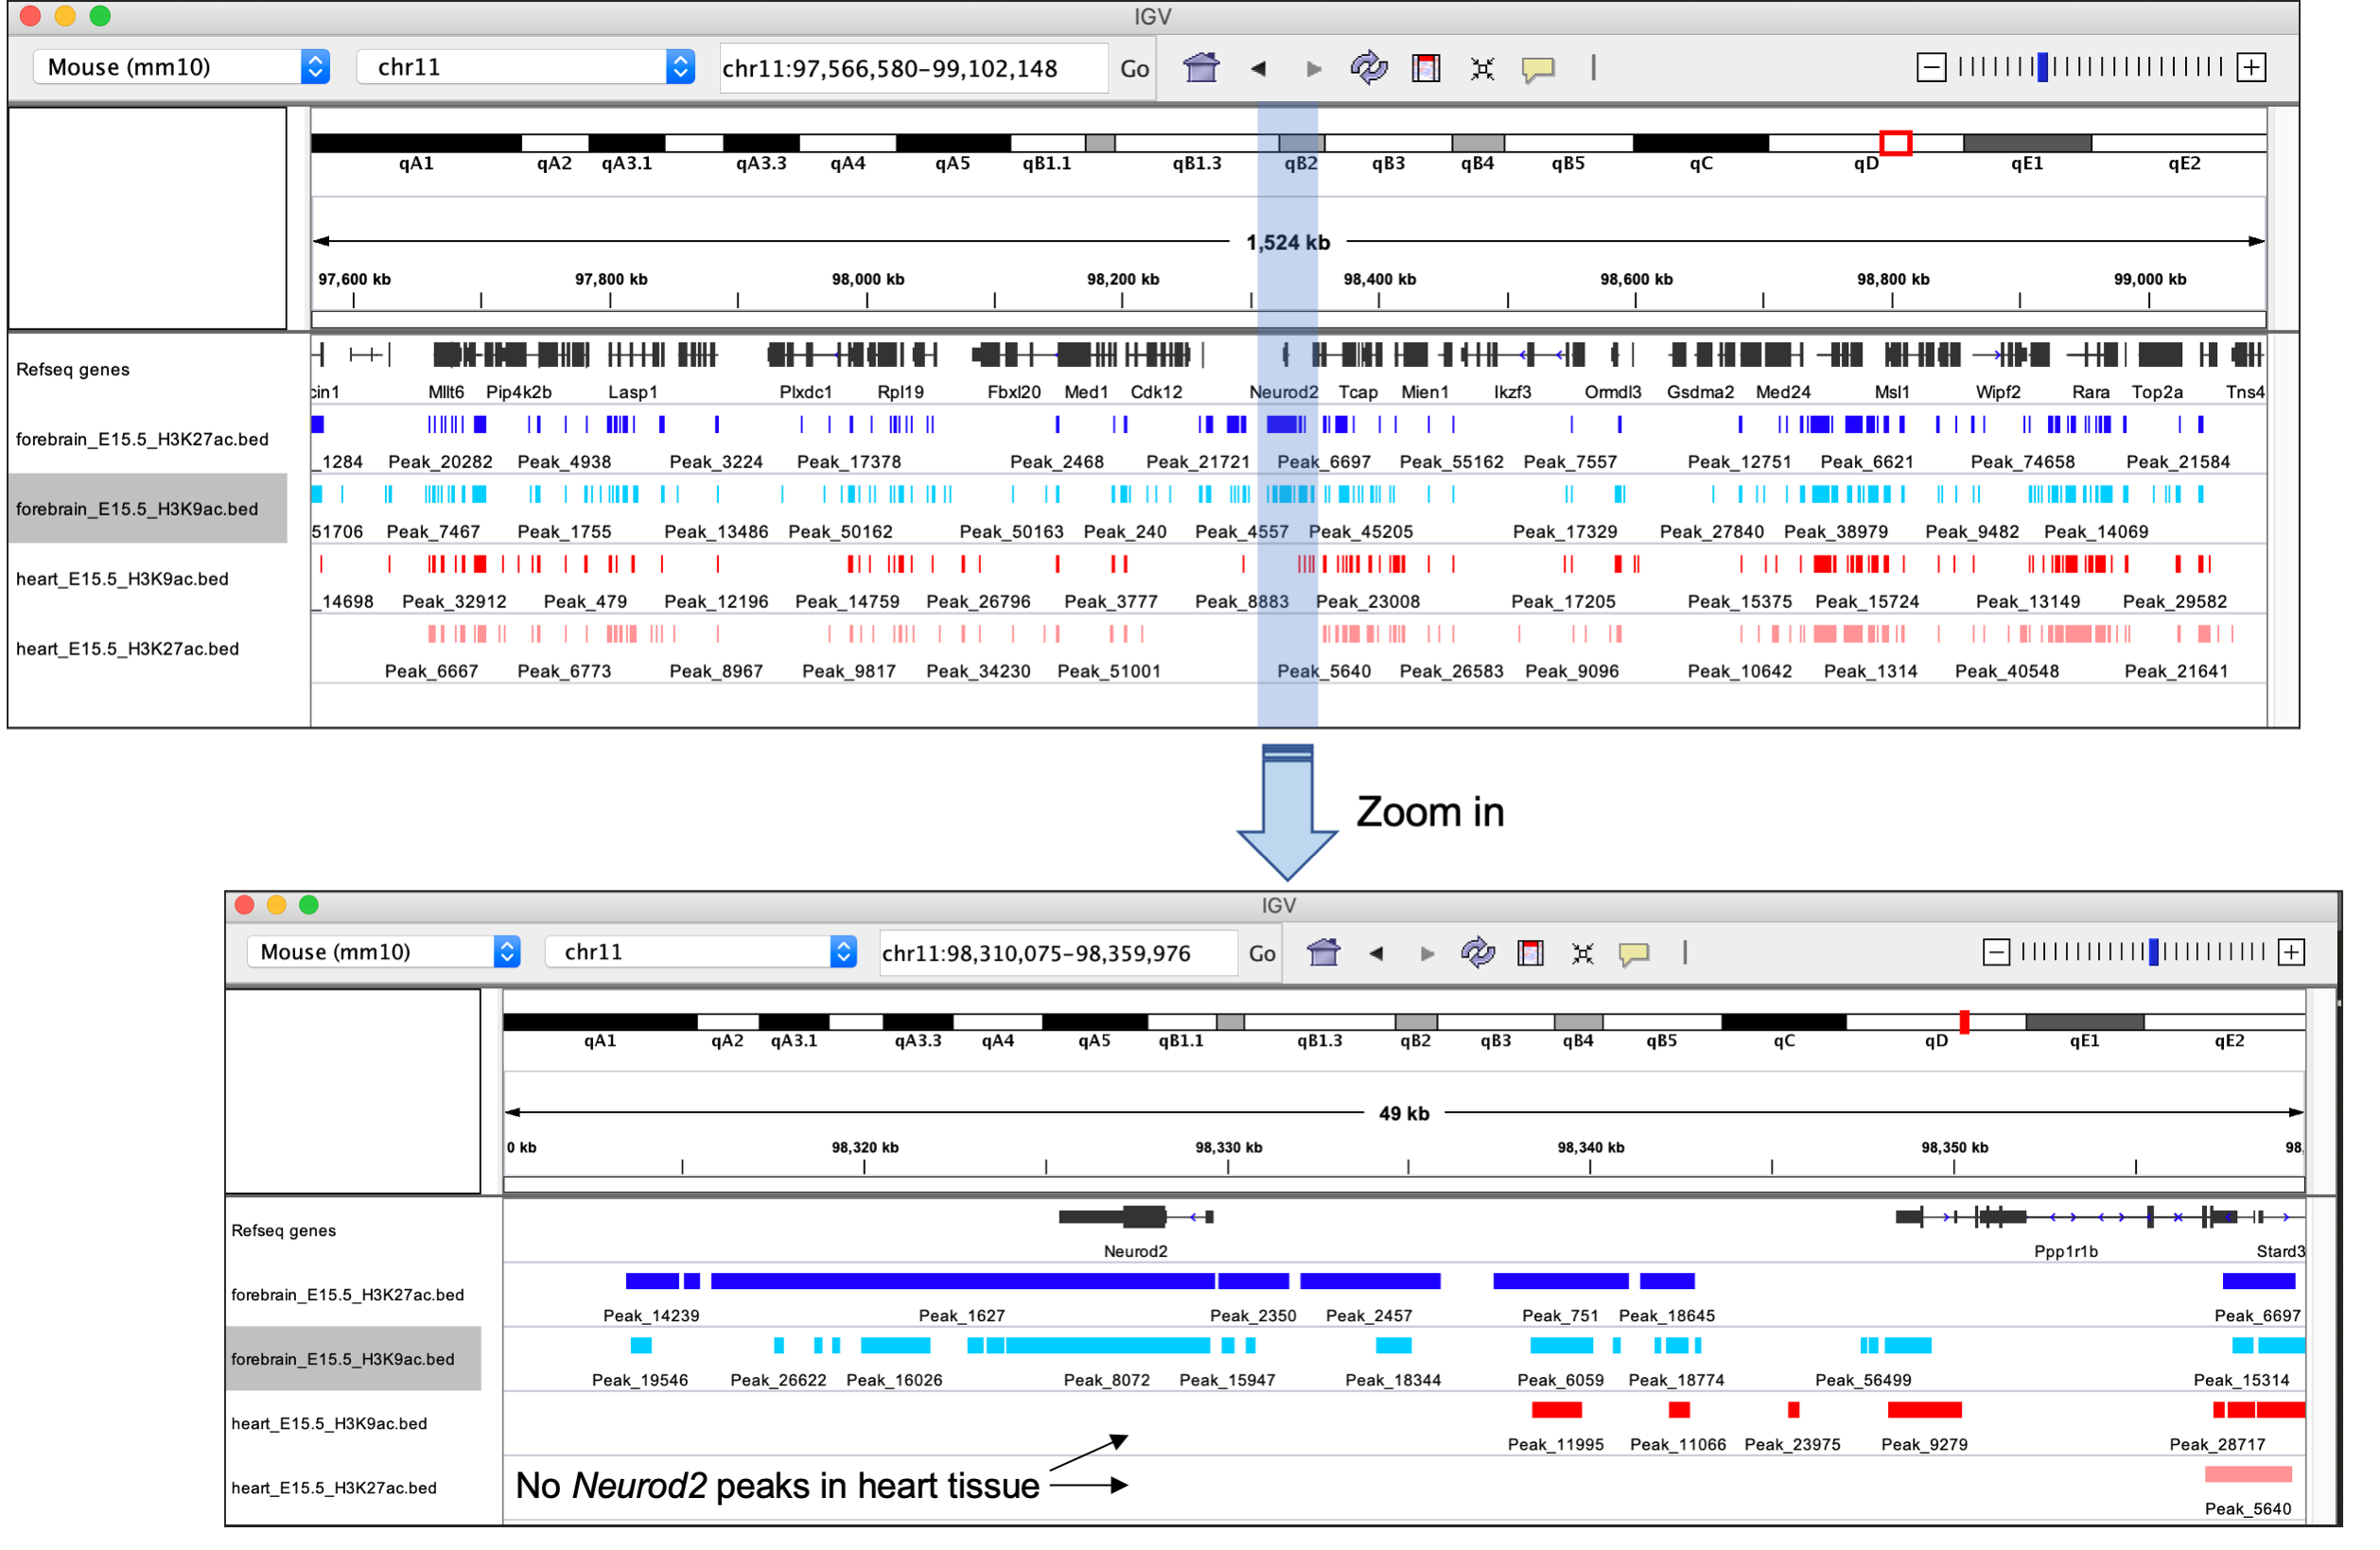 IGV
Mouse (mm10) chr11 chr11:97,566,580-99,102,148 Go
qA1 qA2 qA3.1 qA3.3 qA4 qA5 qB1.1 qB1.3 qB2 qB3 qB4 qB5 qC qD qE1 qE2
1,524 kb
97,600 kb 97,800 kb 98,000 kb 98,200 kb 98,400 kb 98,600 kb 98,800 kb 99,000 kb
Refseq genes
cin1 Mllt6 Pip4k2b Lasp1 Plxdc1 Rpl19 Fbxl20 Med1 Cdk12 Neurod2 Tcap Mien1 Ikzf3 Ormdl3 Gsdma2 Med24 Msl1 Wipf2 Rara Top2a Tns4
forebrain_E15.5_H3K27ac.bed
_1284 Peak_20282 Peak_4938 Peak_3224 Peak_17378 Peak_2468 Peak_21721 Peak_6697 Peak_55162 Peak_7557 Peak_12751 Peak_6621 Peak_74658 Peak_21584
forebrain_E15.5_H3K9ac.bed
51706 Peak_7467 Peak_1755 Peak_13486 Peak_50162 Peak_50163 Peak_240 Peak_4557 Peak_45205 Peak_17329 Peak_27840 Peak_38979 Peak_9482 Peak_14069
heart_E15.5_H3K9ac.bed
_14698 Peak_32912 Peak_479 Peak_12196 Peak_14759 Peak_26796 Peak_3777 Peak_8883 Peak_23008 Peak_17205 Peak_15375 Peak_15724 Peak_13149 Peak_29582
heart_E15.5_H3K27ac.bed
Peak_6667 Peak_6773 Peak_8967 Peak_9817 Peak_34230 Peak_51001 Peak_5640 Peak_26583 Peak_9096 Peak_10642 Peak_1314 Peak_40548 Peak_21641
Zoom in
IGV
Mouse (mm10) chr11 chr11:98,310,075-98,359,976 Go
qA1 qA2 qA3.1 qA3.3 qA4 qA5 qB1.1 qB1.3 qB2 qB3 qB4 qB5 qC qD qE1 qE2
49 kb
0 kb 98,320 kb 98,330 kb 98,340 kb 98,350 kb 98,
Refseq genes
Neurod2 Ppp1r1b Stard3
forebrain_E15.5_H3K27ac.bed
Peak_14239 Peak_1627 Peak_2350 Peak_2457 Peak_751 Peak_18645 Peak_6697
forebrain_E15.5_H3K9ac.bed
Peak_19546 Peak_26622 Peak_16026 Peak_8072 Peak_15947 Peak_18344 Peak_6059 Peak_18774 Peak_56499 Peak_15314
heart_E15.5_H3K9ac.bed
Peak_11995 Peak_11066 Peak_23975 Peak_9279 Peak_28717
heart_E15.5_H3K27ac.bed
No Neurod2 peaks in heart tissue
Peak_5640